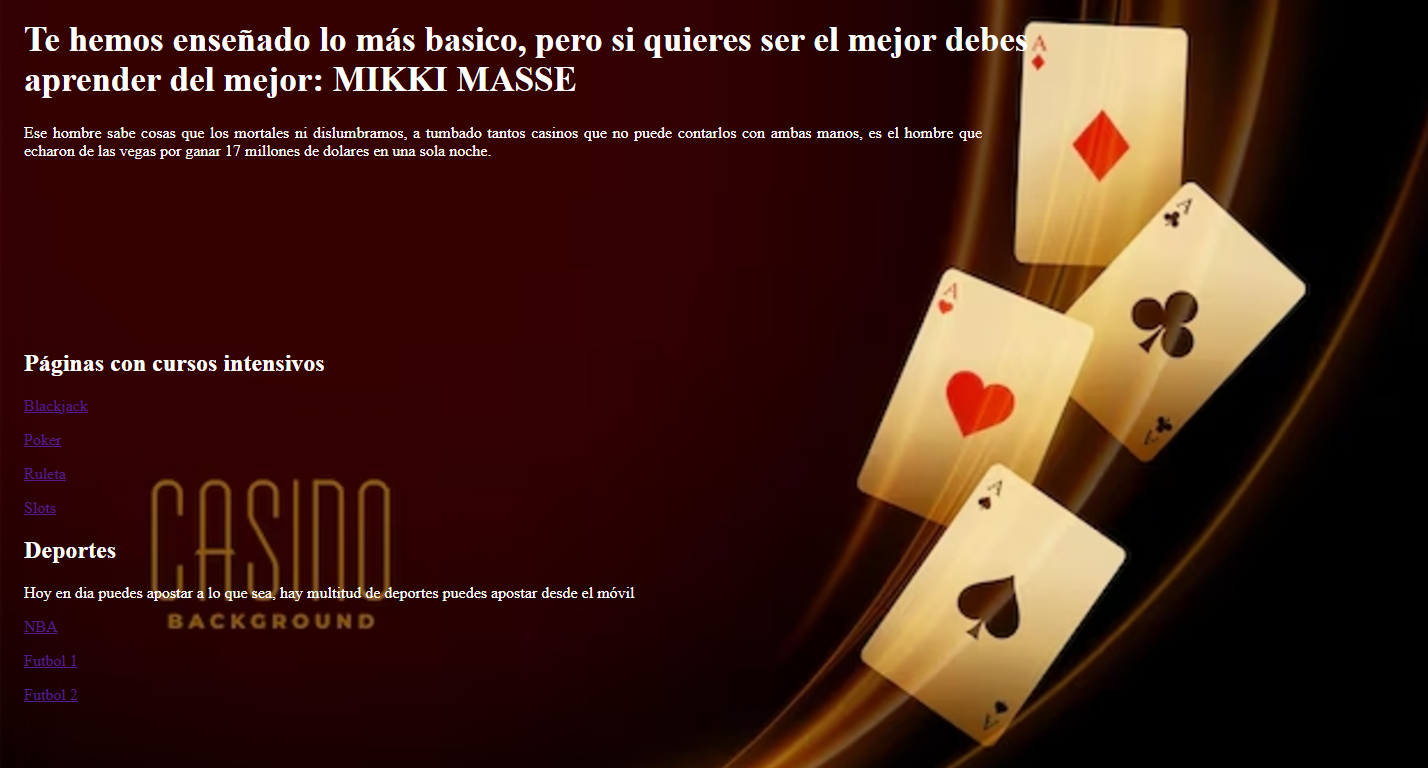 Te hemos enseñado lo más basico, pero si quieres ser el mejor debes
aprender del mejor: MIKKI MASSE
Ese hombre sabe cosas que los mortales ni dislumbramos, a tumbado tantos casinos que no puede contarlos con ambas manos, es el hombre que
echaron de las vegas por ganar 17 millones de dolares en una sola noche.
A
A
A
A
A
A
Páginas con cursos intensivos
Blackjack
Poker
Ruleta
Slots
CASINO
BACKGROUND
Deportes
Hoy en dia puedes apostar a lo que sea, hay multitud de deportes puedes apostar desde el móvil
NBA
Futbol 1
Futbol 2